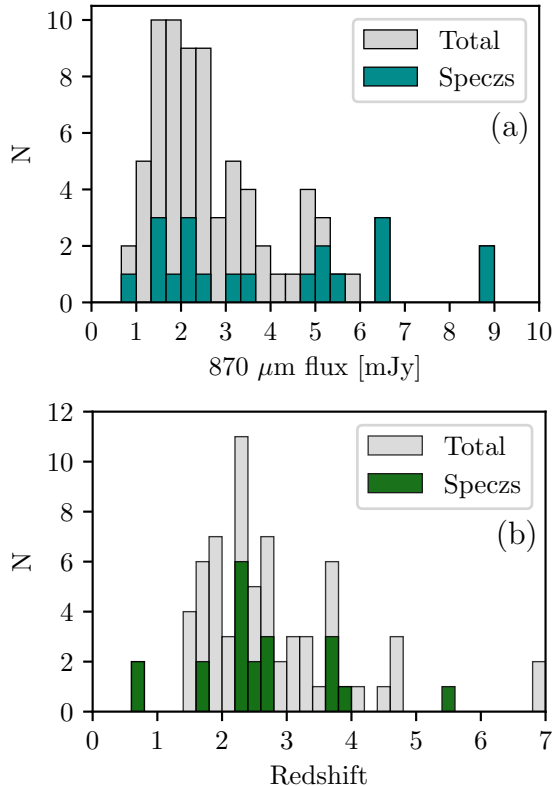 10
8
6
4
2
0
N
Total
Speczs
(a)
0 1 2 3 4 5 6 7 8 9 10
870 μm flux [mJy]
12
10
8
6
4
2
0
N
Total
Speczs
(b)
0 1 2 3 4 5 6 7
Redshift